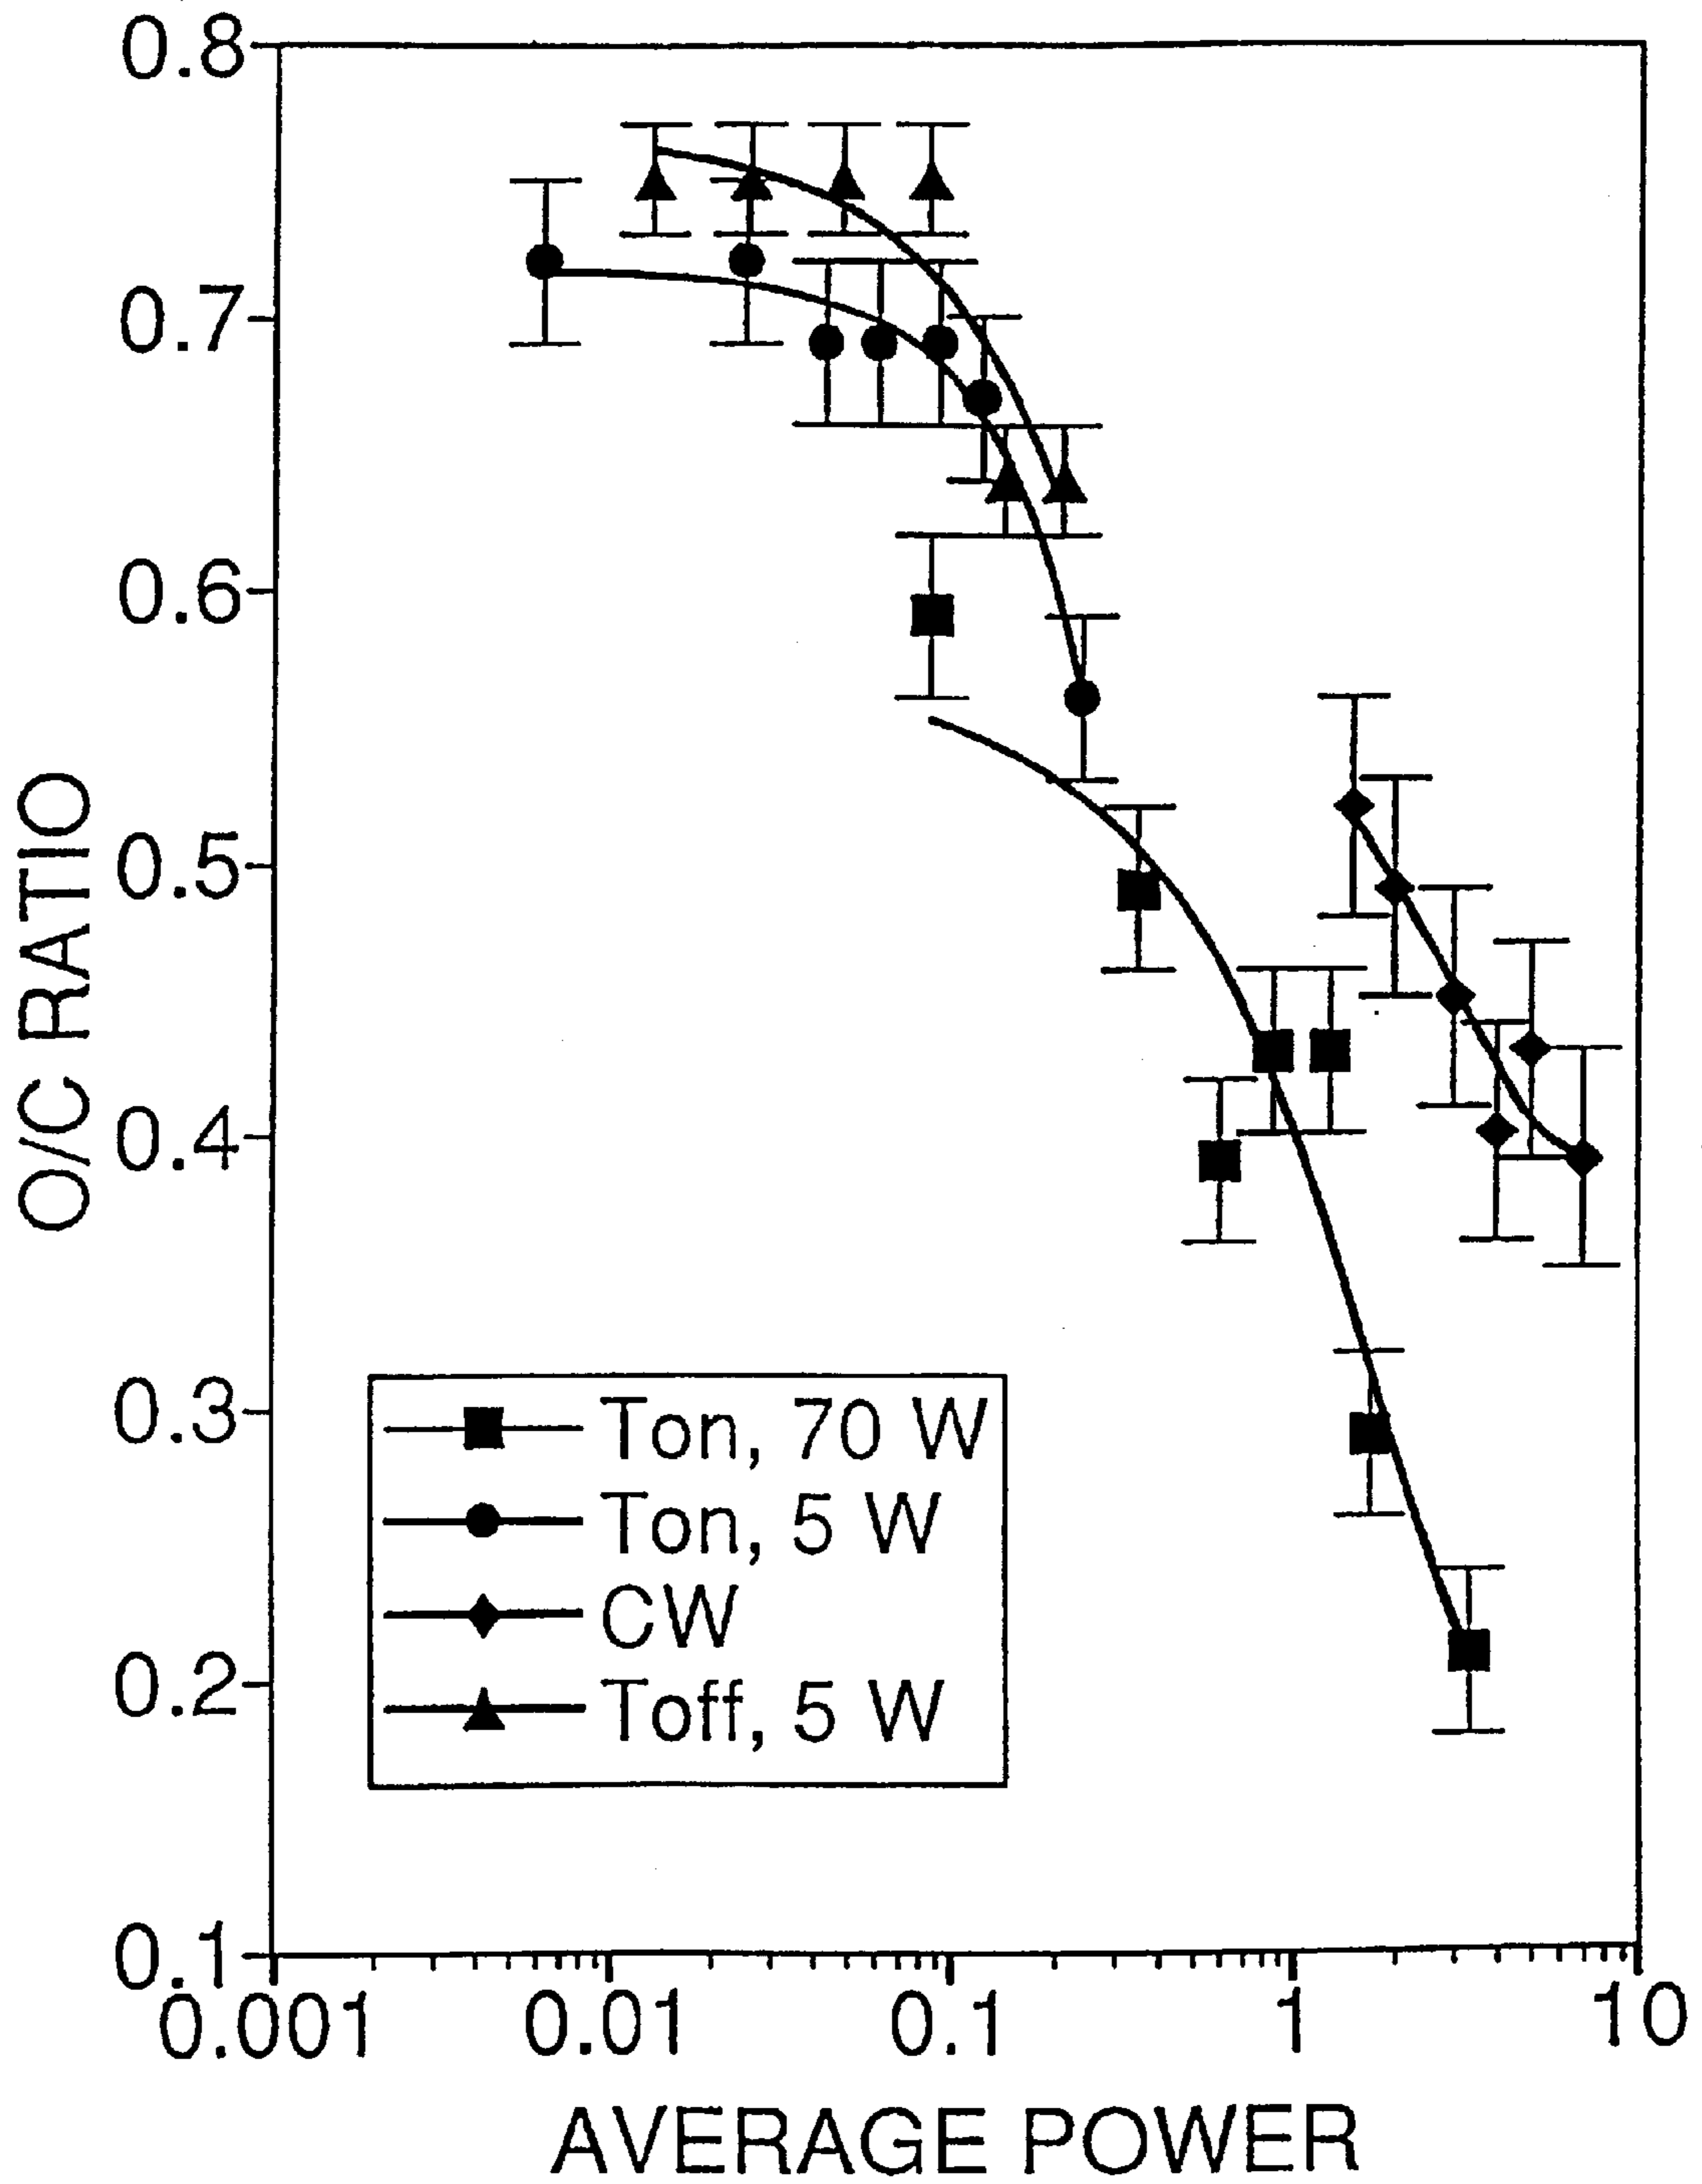 0.8
0.7
0.6
0.5
0.4
0.3
0.2
0.1
O/C RATIO
Ton, 70 W
Ton, 5 W
CW
Toff, 5 W
0.001 0.01 0.1 1 10
AVERAGE POWER